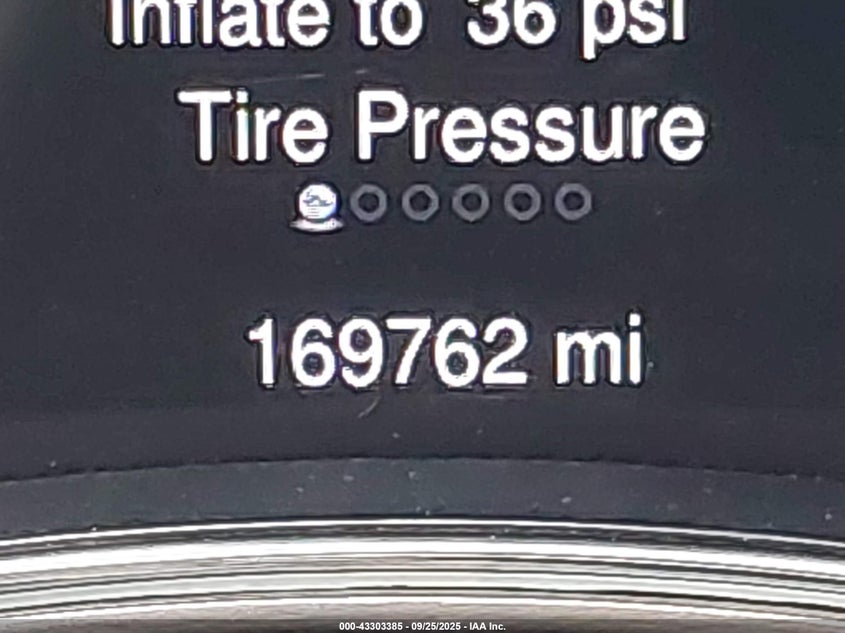 Inflate to 36 psi
Tire Pressure
169762 mi
000-43303385 - 09/25/2025 - IAA Inc.